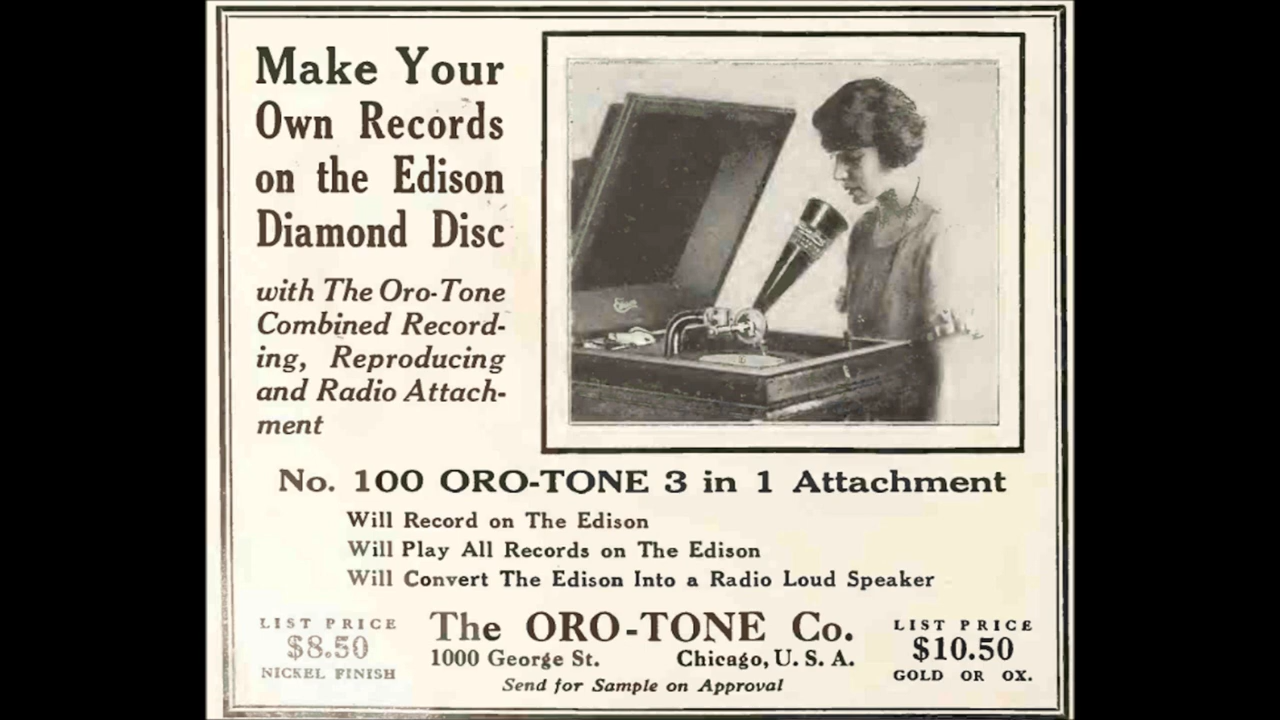 Make Your
Own Records
on the Edison
Diamond Disc
with The Oro-Tone
Combined Record-
ing, Reproducing
and Radio Attach-
ment
No. 100 ORO-TONE 3 in 1 Attachment
Will Record on The Edison
Will Play All Records on The Edison
Will Convert The Edison Into a Radio Loud Speaker
LIST PRICE
$8.50
NICKEL FINISH
The ORO-TONE Co.
1000 George St. Chicago, U. S. A.
Send for Sample on Approval
LIST PRICE
$10.50
GOLD OR OX.